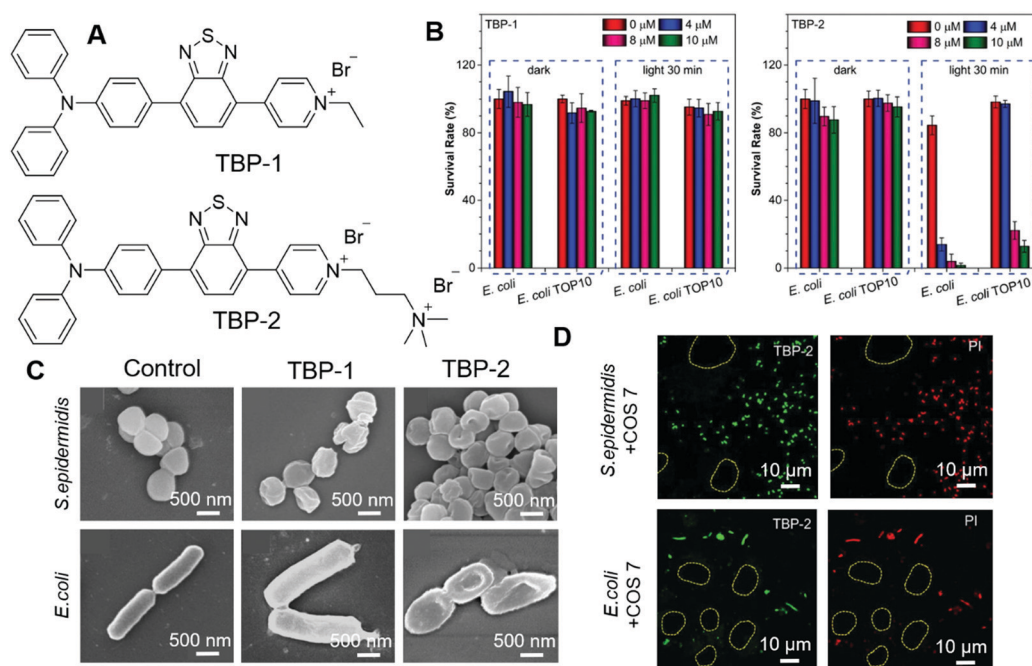 A
S
N
N
N
N+
Br−
TBP-1
S
N
N
N
N+
Br−
N+
Br−
TBP-2
B
TBP-1
0 μM 4 μM
8 μM 10 μM
dark
light 30 min
Survival Rate (%)
120
80
40
0
E. coli
E. coli TOP10
E. coli
E. coli TOP10
TBP-2
0 μM 4 μM
8 μM 10 μM
dark
light 30 min
Survival Rate (%)
120
80
40
0
E. coli
E. coli TOP10
E. coli
E. coli TOP10
C
Control TBP-1 TBP-2
S.epidermidis
500 nm 500 nm 500 nm
E.coli
500 nm 500 nm 500 nm
D
S.epidermidis
+COS 7
TBP-2 PI
10 μm 10 μm
E.coli
+COS 7
TBP-2 PI
10 μm 10 μm